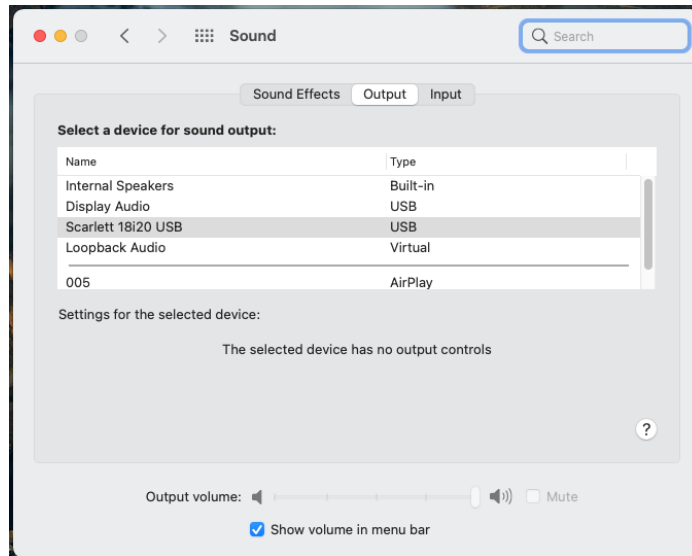 Sound
Search
Sound Effects Output Input
Select a device for sound output:
Name Type
Internal Speakers Built-in
Display Audio USB
Scarlett 18i20 USB USB
Loopback Audio Virtual
005 AirPlay
Settings for the selected device:
The selected device has no output controls
?
Output volume: Mute
Show volume in menu bar